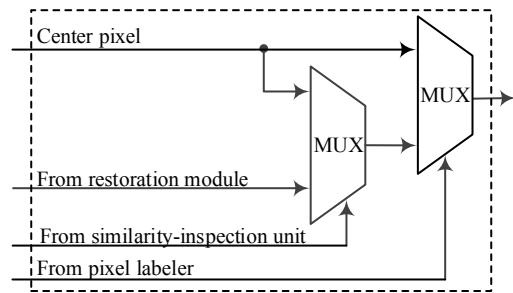 Center pixel
MUX
MUX
From restoration module
From similarity-inspection unit
From pixel labeler